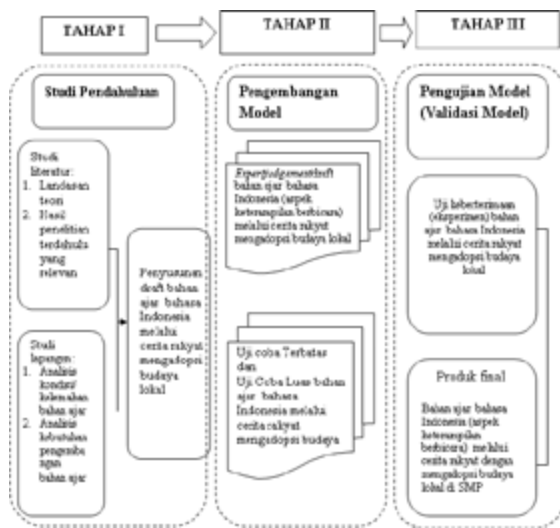 TAHAP I
TAHAP II
TAHAP III
Studi Pendahuluan
Studi
literatur:
1. Landasan
teori
2. Hasil
penelitian
terdahulu
yang
relevan
Studi
lapangan:
1. Analisis
kondisi/
kelemahan
bahan ajar
2. Analisis
kebutuhan
pengemba
ngan
bahan ajar
Penyusunan
draft bahan
ajar bahasa
Indonesia
melalui
cerita rakyat
mengadopsi
budaya
lokal
Pengembangan
Model
Expert judgement draft
bahan ajar bahasa
Indonesia (aspek
keterampilan berbicara)
melalui cerita rakyat
mengadopsi budaya lokal
Uji coba Terbatas
dan
Uji Coba Luas bahan
ajar bahasa
Indonesia melalui
cerita rakyat
mengadopsi budaya
Pengujian Model
(Validasi Model)
Uji keberterimaan
(eksperimen) bahan
ajar bahasa Indonesia
melalui cerita rakyat
mengadopsi budaya
lokal
Produk final
Bahan ajar bahasa
Indonesia (aspek
keterampilan
berbicara) melalui
cerita rakyat dengan
mengadopsi budaya
lokal di SMP